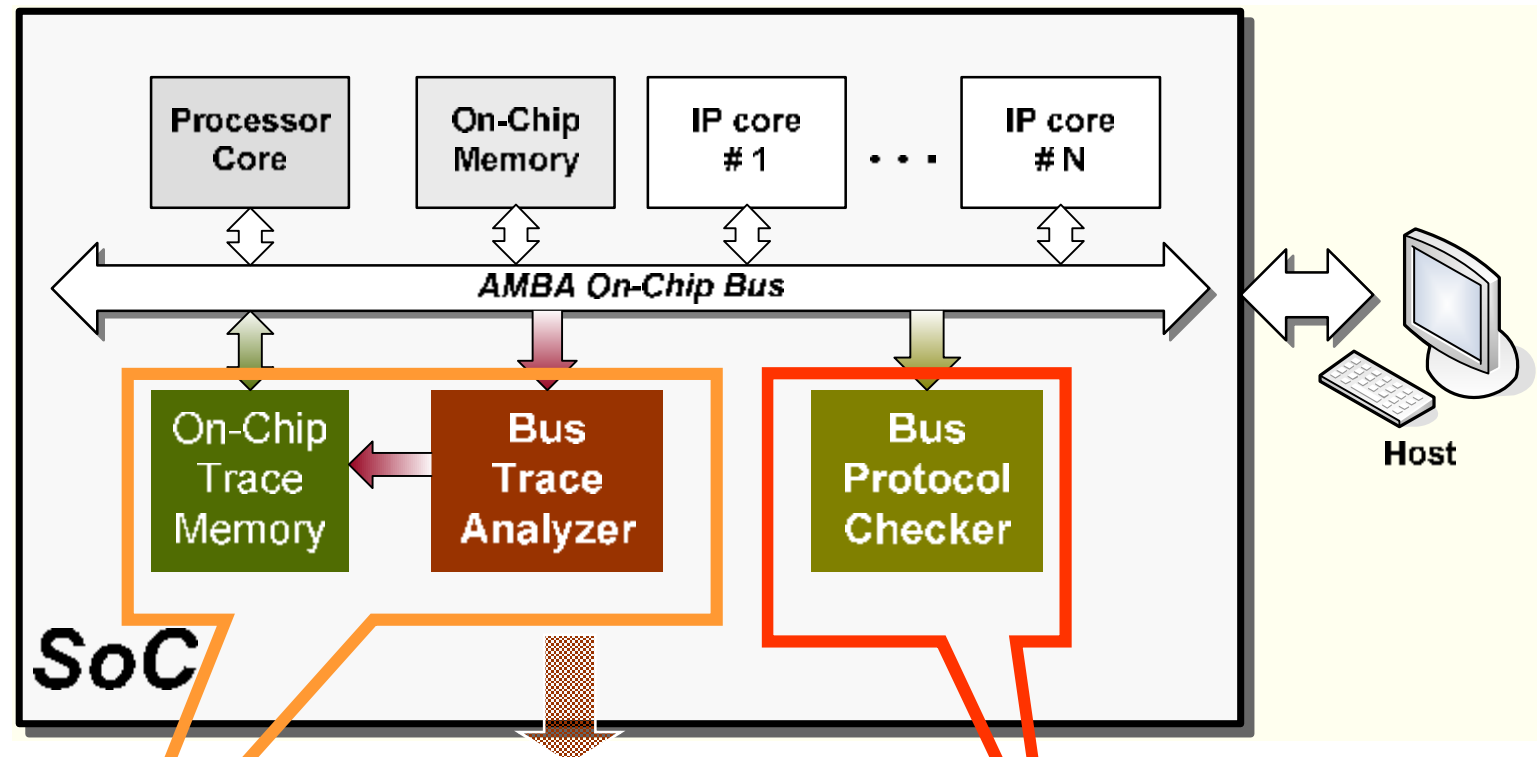 Processor
Core
On-Chip
Memory
IP core
# 1
• • •
IP core
# N
AMBA On-Chip Bus
On-Chip
Trace
Memory
Bus
Trace
Analyzer
Bus
Protocol
Checker
Host
SoC